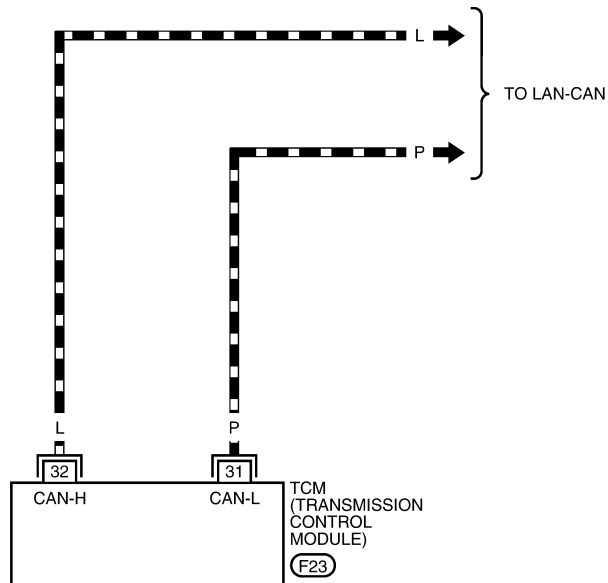 L
TO LAN-CAN
P
L
P
32
31
CAN-H
CAN-L
TCM
(TRANSMISSION
CONTROL
MODULE)
F23